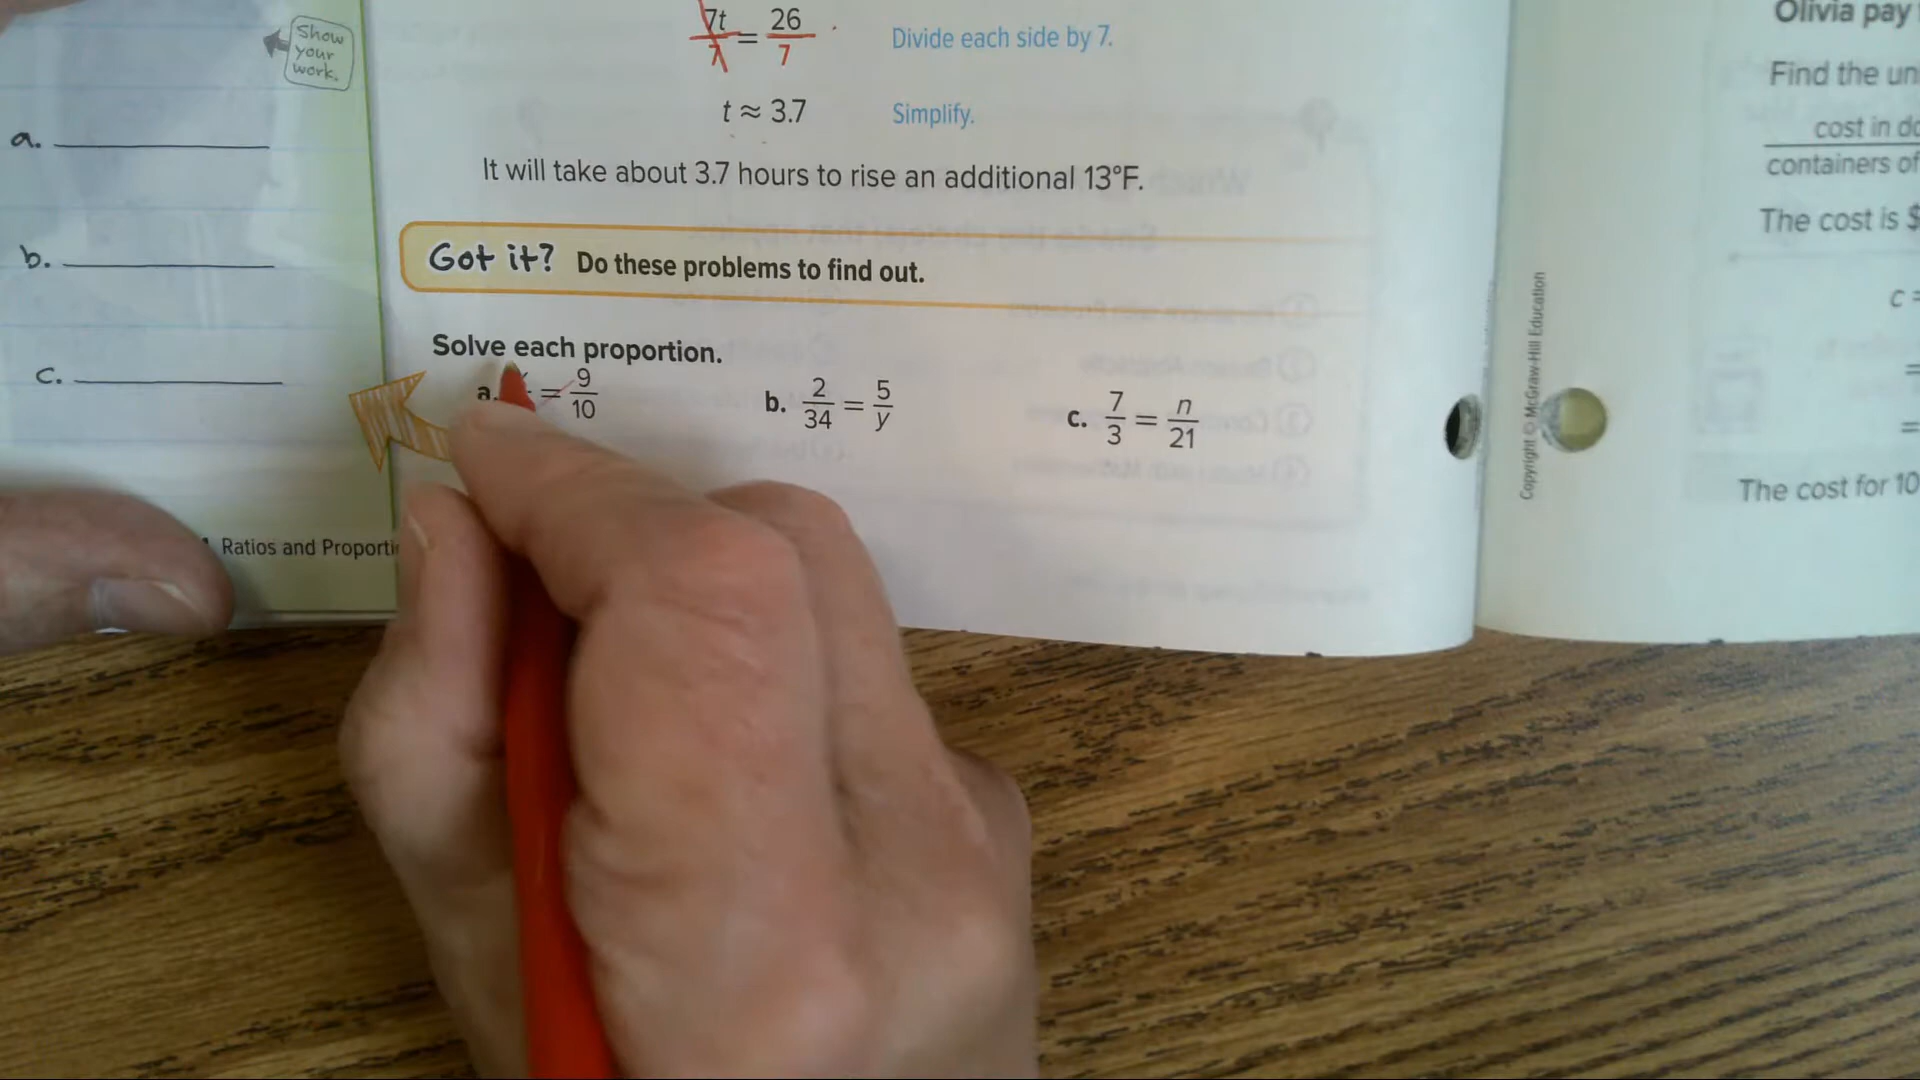 Show
your
work.
a.
b.
c.
Ratios and Proporti
7t/7 = 26/7 Divide each side by 7.
t ≈ 3.7 Simplify.
It will take about 3.7 hours to rise an additional 13°F.
Got it? Do these problems to find out.
Solve each proportion.
a. = 9/10 b. 2/34 = 5/y c. 7/3 = n/21
Copyright © McGraw-Hill Education
Olivia pay
Find the un
cost in do
containers of
The cost is $
c =
=
=
The cost for 10